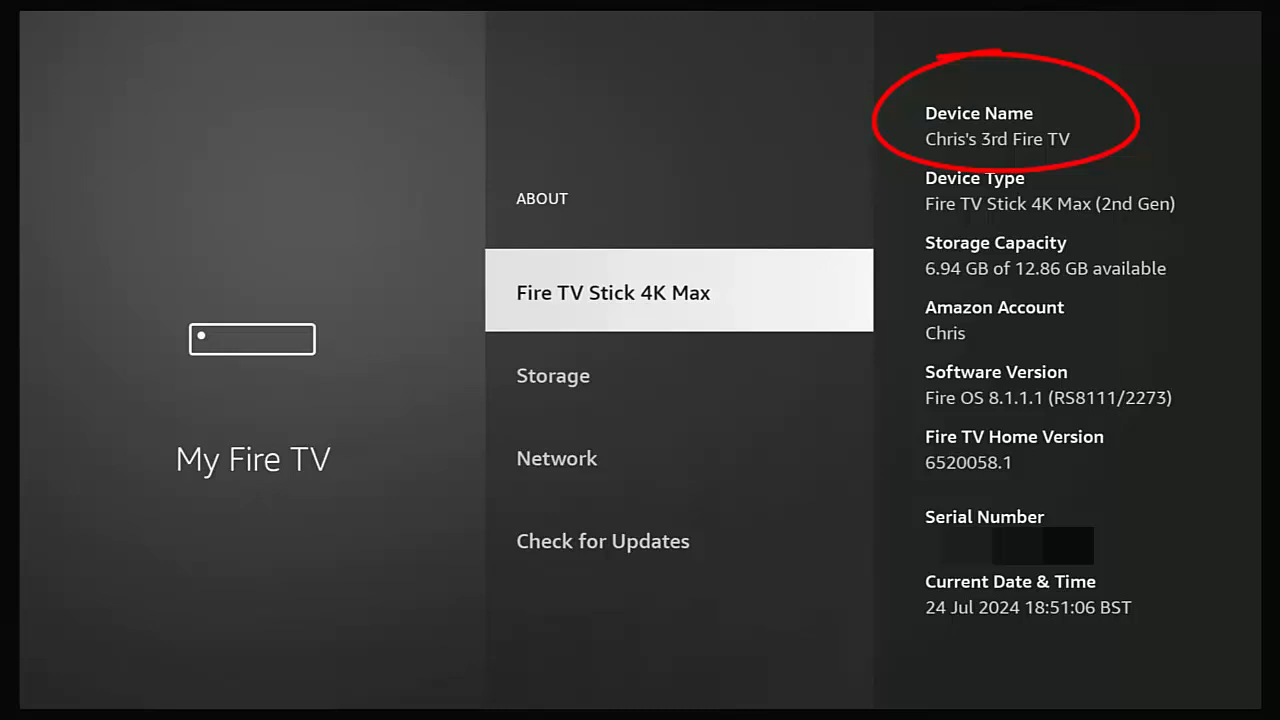 My Fire TV
ABOUT
Fire TV Stick 4K Max
Storage
Network
Check for Updates
Device Name
Chris's 3rd Fire TV
Device Type
Fire TV Stick 4K Max (2nd Gen)
Storage Capacity
6.94 GB of 12.86 GB available
Amazon Account
Chris
Software Version
Fire OS 8.1.1.1 (RS8111/2273)
Fire TV Home Version
6520058.1
Serial Number
Current Date & Time
24 Jul 2024 18:51:06 BST